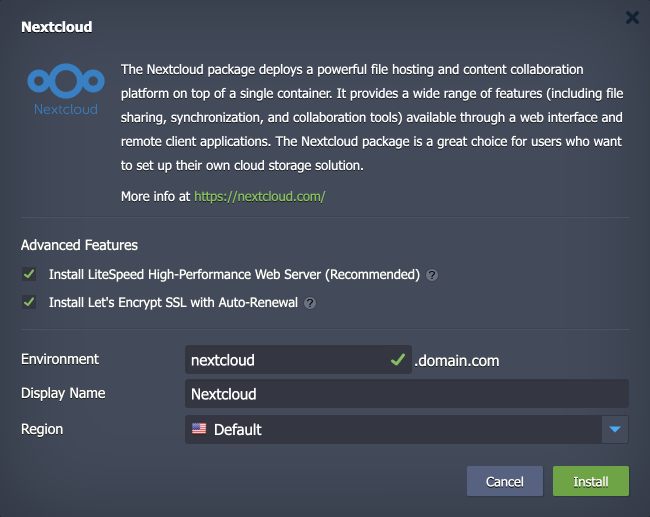 Nextcloud
Nextcloud
The Nextcloud package deploys a powerful file hosting and content collaboration
platform on top of a single container. It provides a wide range of features (including file
sharing, synchronization, and collaboration tools) available through a web interface and
remote client applications. The Nextcloud package is a great choice for users who want
to set up their own cloud storage solution.
More info at https://nextcloud.com/
Advanced Features
Install LiteSpeed High-Performance Web Server (Recommended) ?
Install Let's Encrypt SSL with Auto-Renewal ?
Environment nextcloud .domain.com
Display Name Nextcloud
Region Default
Cancel Install